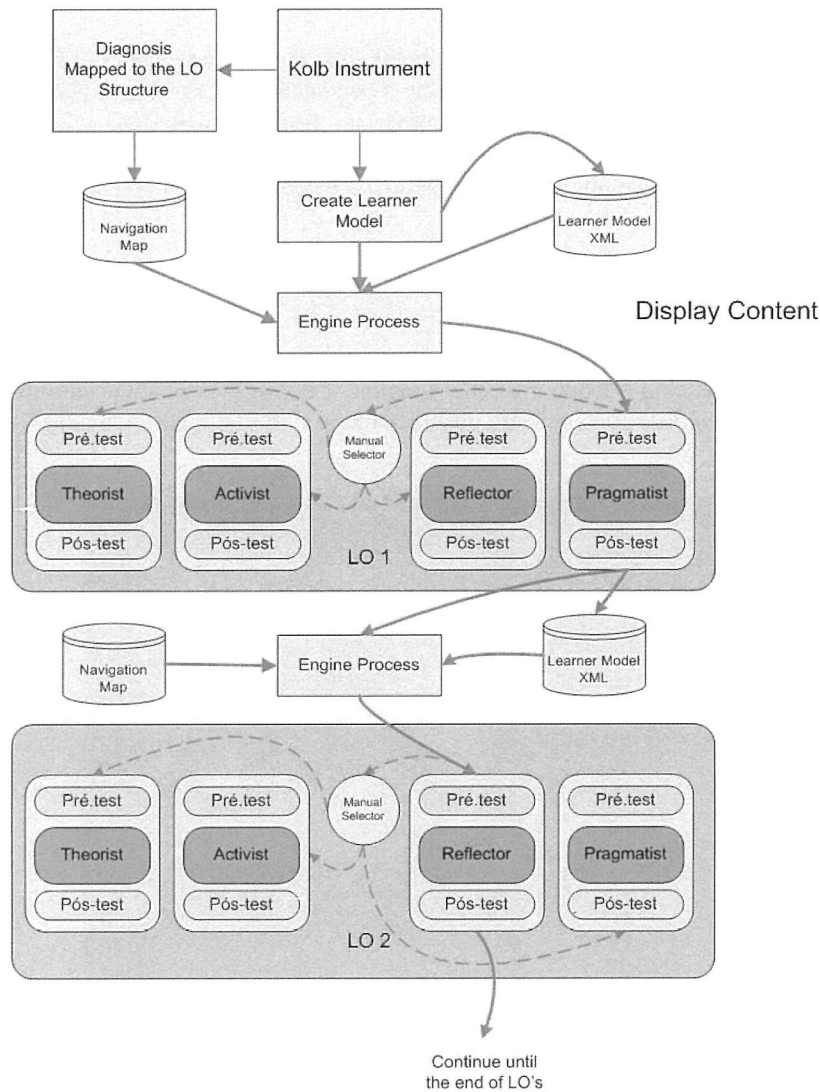 Diagnosis
Mapped to the LO
Structure
Kolb Instrument
Navigation
Map
Create Learner
Model
Learner Model
XML
Engine Process
Display Content
Pré.test
Pré.test
Manual
Selector
Pré.test
Pré.test
Theorist
Activist
Reflector
Pragmatist
Pós-test
Pós-test
LO 1
Pós-test
Pós-test
Navigation
Map
Engine Process
Learner Model
XML
Pré.test
Pré.test
Manual
Selector
Pré.test
Pré.test
Theorist
Activist
Reflector
Pragmatist
Pós-test
Pós-test
LO 2
Pós-test
Pós-test
Continue until
the end of LO's